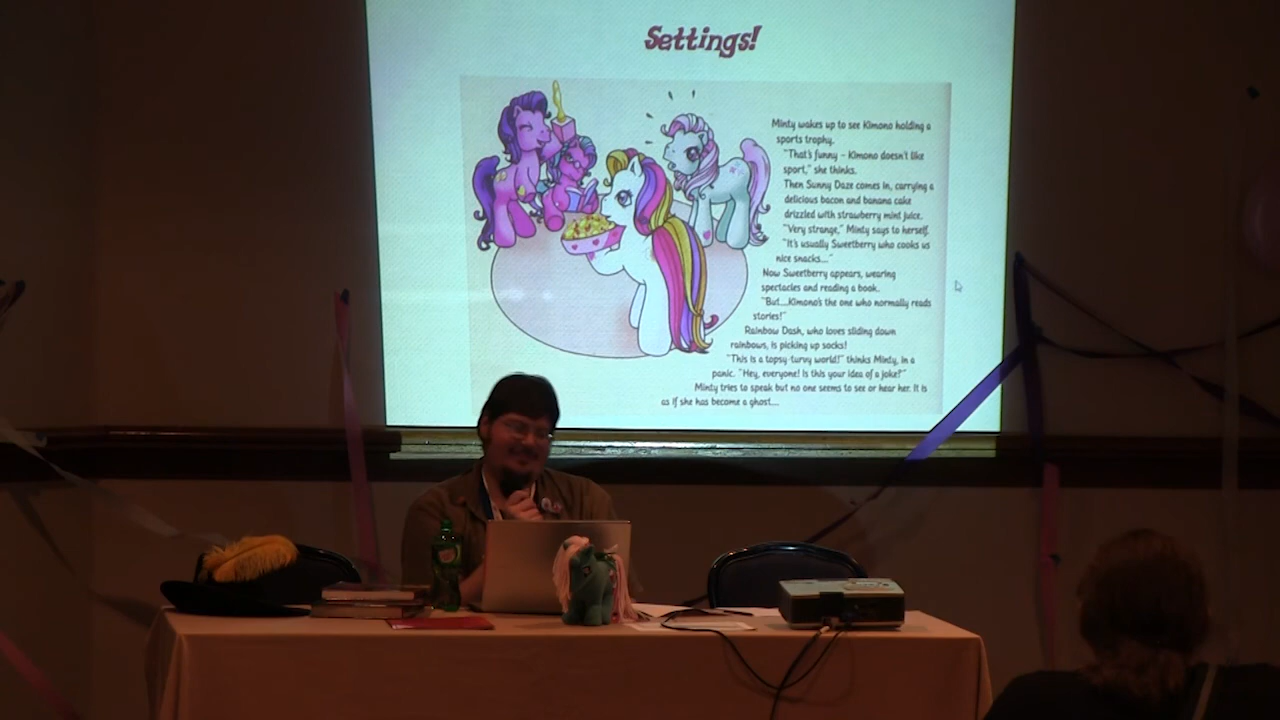 Settings!
Minty wakes up to see Kimono holding a
sports trophy.
"That's funny – Kimono doesn't like
sport," she thinks.
Then Sunny Daze comes in, carrying a
delicious bacon and banana cake
drizzled with strawberry mint juice.
"Very strange," Minty says to herself.
"It's usually Sweetberry who cooks us
nice snacks...."
Now Sweetberry appears, wearing
spectacles and reading a book.
"But....Kimono's the one who normally reads
stories!"
Rainbow Dash, who loves sliding down
rainbows, is picking up socks!
"This is a topsy-turvy world!" thinks Minty, in a
panic. "Hey, everyone! Is this your idea of a joke?"
Minty tries to speak but no one seems to see or hear her. It is
as if she has become a ghost....